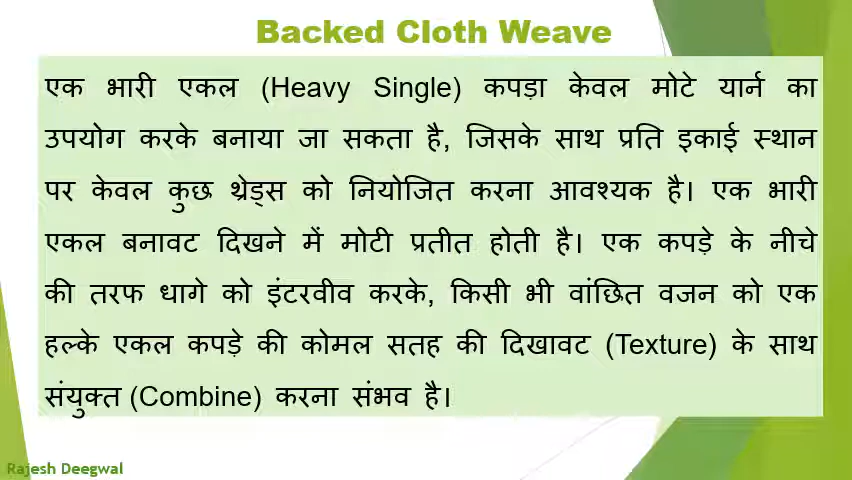 Backed Cloth Weave
एक भारी एकल (Heavy Single) कपड़ा केवल मोटे यार्न का
उपयोग करके बनाया जा सकता है, जिसके साथ प्रति इकाई स्थान
पर केवल कुछ थ्रेड्स को नियोजित करना आवश्यक है। एक भारी
एकल बनावट दिखने में मोटी प्रतीत होती है। एक कपड़े के नीचे
की तरफ धागे को इंटरवीव करके, किसी भी वांछित वजन को एक
हल्के एकल कपड़े की कोमल सतह की दिखावट (Texture) के साथ
संयुक्त (Combine) करना संभव है।
Rajesh Deegwal